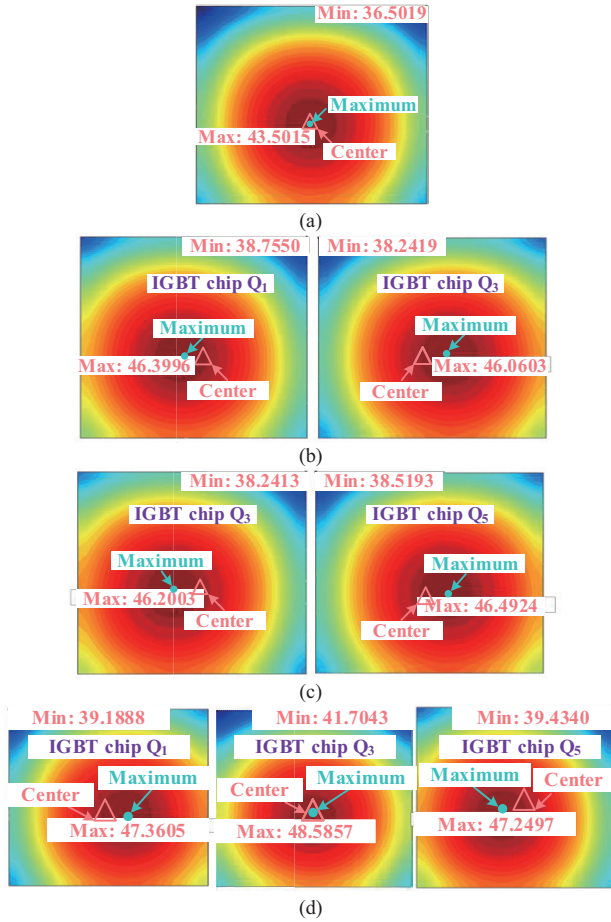 Min: 36.5019
Maximum
Max: 43.5015
Center
(a)
Min: 38.7550
IGBT chip Q1
Maximum
Max: 46.3996
Center
Min: 38.2419
IGBT chip Q3
Maximum
Max: 46.0603
Center
(b)
Min: 38.2413
IGBT chip Q3
Maximum
Max: 46.2003
Center
Min: 38.5193
IGBT chip Q5
Maximum
Max: 46.4924
Center
(c)
Min: 39.1888
IGBT chip Q1
Center
Maximum
Max: 47.3605
Min: 41.7043
IGBT chip Q3
Center
Maximum
Max: 48.5857
Min: 39.4340
IGBT chip Q5
Maximum
Center
Max: 47.2497
(d)